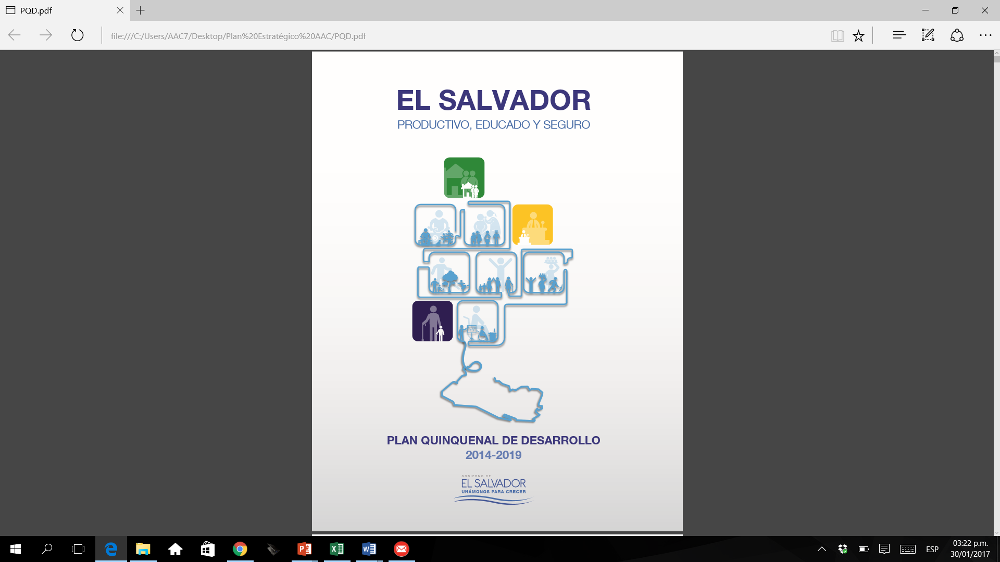 PQD.pdf
file:///C:/Users/AAC7/Desktop/Plan%20Estratégico%20AAC/PQD.pdf
EL SALVADOR
PRODUCTIVO, EDUCADO Y SEGURO
PLAN QUINQUENAL DE DESARROLLO
2014-2019
GOBIERNO DE
EL SALVADOR
UNÁMONOS PARA CRECER
ESP
03:22 p.m.
30/01/2017